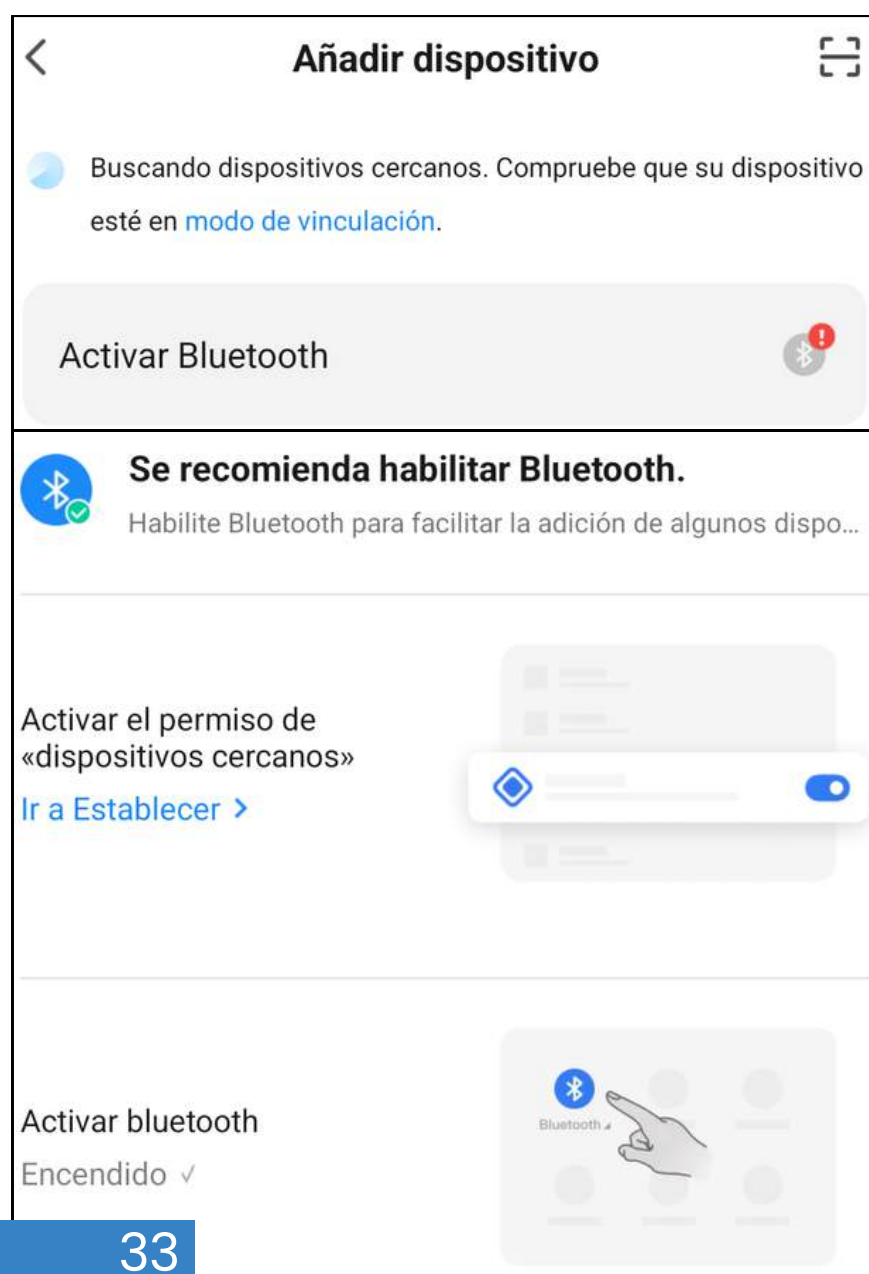 Añadir dispositivo
Buscando dispositivos cercanos. Compruebe que su dispositivo
esté en modo de vinculación.
Activar Bluetooth
Se recomienda habilitar Bluetooth.
Habilite Bluetooth para facilitar la adición de algunos dispo...
Activar el permiso de
«dispositivos cercanos»
Ir a Establecer >
Bluetooth
Activar bluetooth
Encendido ✓
33